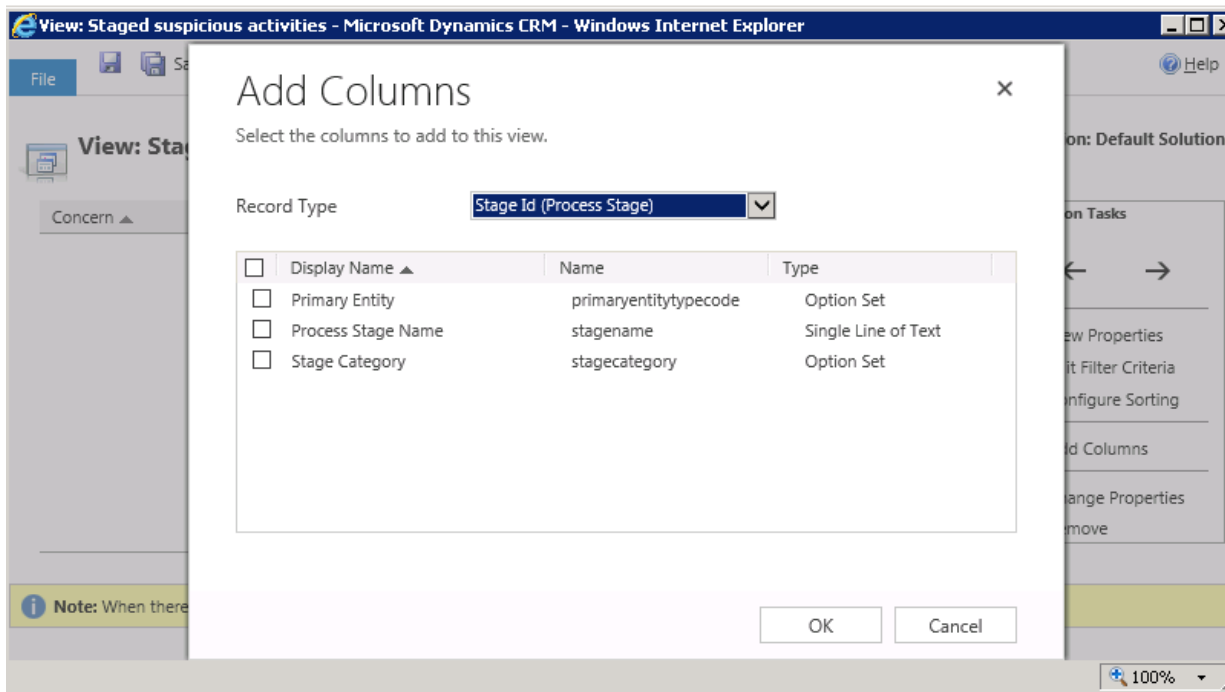 View: Staged suspicious activities - Microsoft Dynamics CRM - Windows Internet Explorer
File
Help
Add Columns
Select the columns to add to this view.
View: Sta
on: Default Solution
Record Type Stage Id (Process Stage)
Concern
on Tasks
Display Name Name Type
Primary Entity primaryentitytypecode Option Set
Process Stage Name stagename Single Line of Text
Stage Category stagecategory Option Set
ew Properties
it Filter Criteria
nfigure Sorting
d Columns
ange Properties
move
Note: When there
OK Cancel
100%